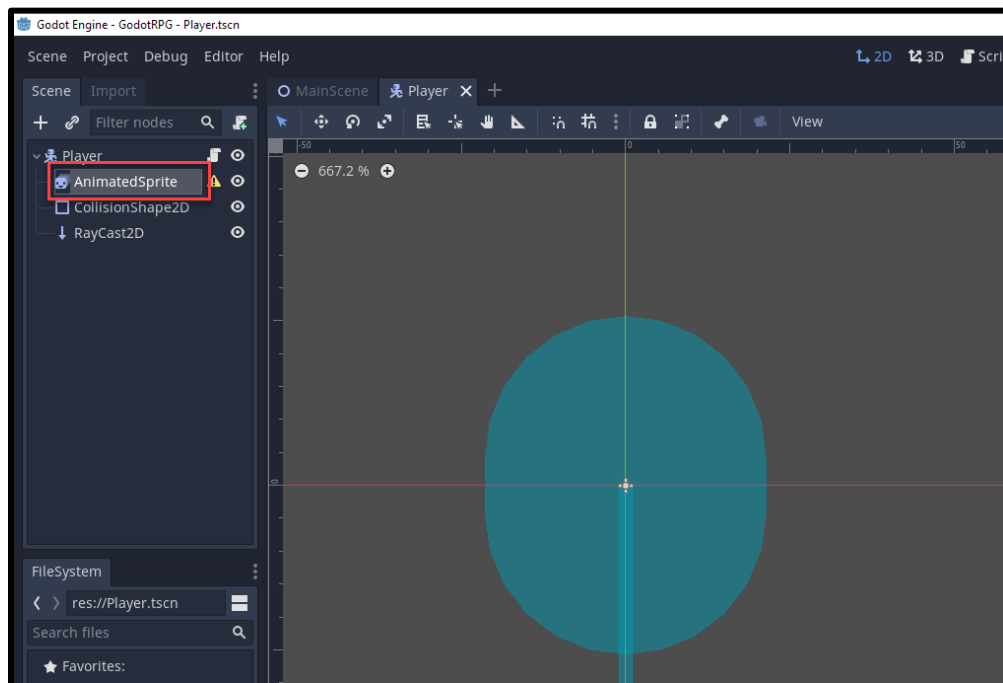 Godot Engine - GodotRPG - Player.tscn
Scene Project Debug Editor Help
2D 3D Scri
Scene Import
MainScene Player
Filter nodes
View
Player
AnimatedSprite
CollisionShape2D
RayCast2D
-50 0 50
667.2 %
0
FileSystem
res://Player.tscn
Search files
Favorites: